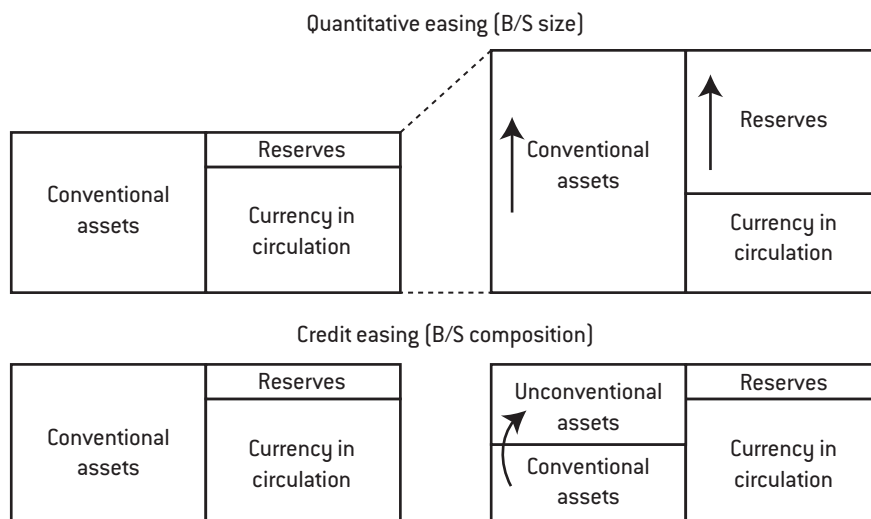 Quantitative easing (B/S size)
Conventional
assets
Reserves
Currency in
circulation
Conventional
assets
Reserves
Currency in
circulation
Credit easing (B/S composition)
Conventional
assets
Reserves
Currency in
circulation
Unconventional
assets
Conventional
assets
Reserves
Currency in
circulation